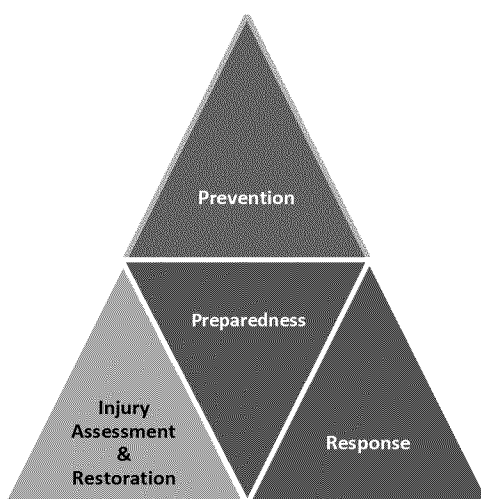 Prevention
Preparedness
Injury
Assessment
&
Restoration
Response